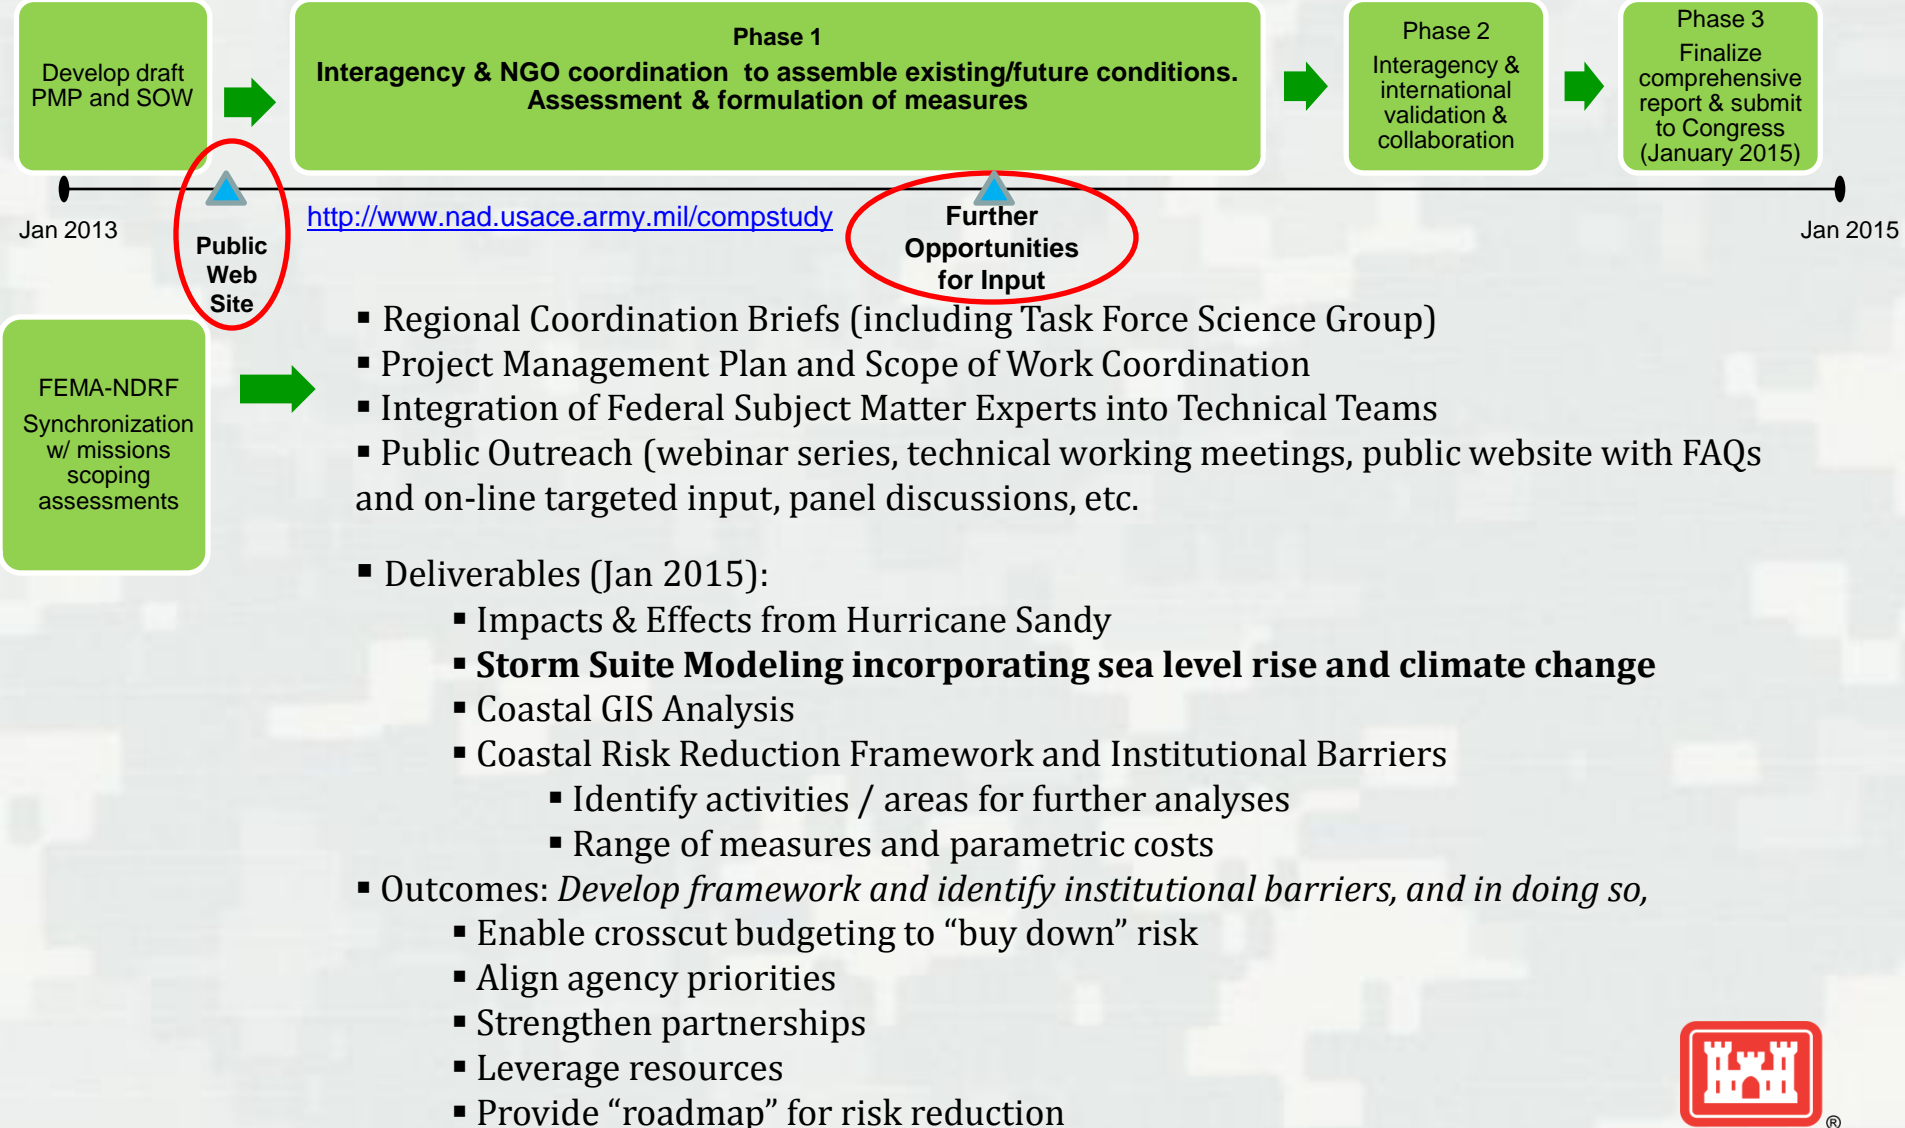 Develop draft
PMP and SOW
Phase 1
Interagency & NGO coordination to assemble existing/future conditions.
Assessment & formulation of measures
Phase 2
Interagency &
international
validation &
collaboration
Phase 3
Finalize
comprehensive
report & submit
to Congress
(January 2015)
Jan 2013
Public
Web
Site
http://www.nad.usace.army.mil/compstudy
Further
Opportunities
for Input
Jan 2015
FEMA-NDRF
Synchronization
w/ missions
scoping
assessments
▪ Regional Coordination Briefs (including Task Force Science Group)
▪ Project Management Plan and Scope of Work Coordination
▪ Integration of Federal Subject Matter Experts into Technical Teams
▪ Public Outreach (webinar series, technical working meetings, public website with FAQs
and on-line targeted input, panel discussions, etc.
▪ Deliverables (Jan 2015):
▪ Impacts & Effects from Hurricane Sandy
▪ Storm Suite Modeling incorporating sea level rise and climate change
▪ Coastal GIS Analysis
▪ Coastal Risk Reduction Framework and Institutional Barriers
▪ Identify activities / areas for further analyses
▪ Range of measures and parametric costs
▪ Outcomes: Develop framework and identify institutional barriers, and in doing so,
▪ Enable crosscut budgeting to “buy down” risk
▪ Align agency priorities
▪ Strengthen partnerships
▪ Leverage resources
▪ Provide “roadmap” for risk reduction
®